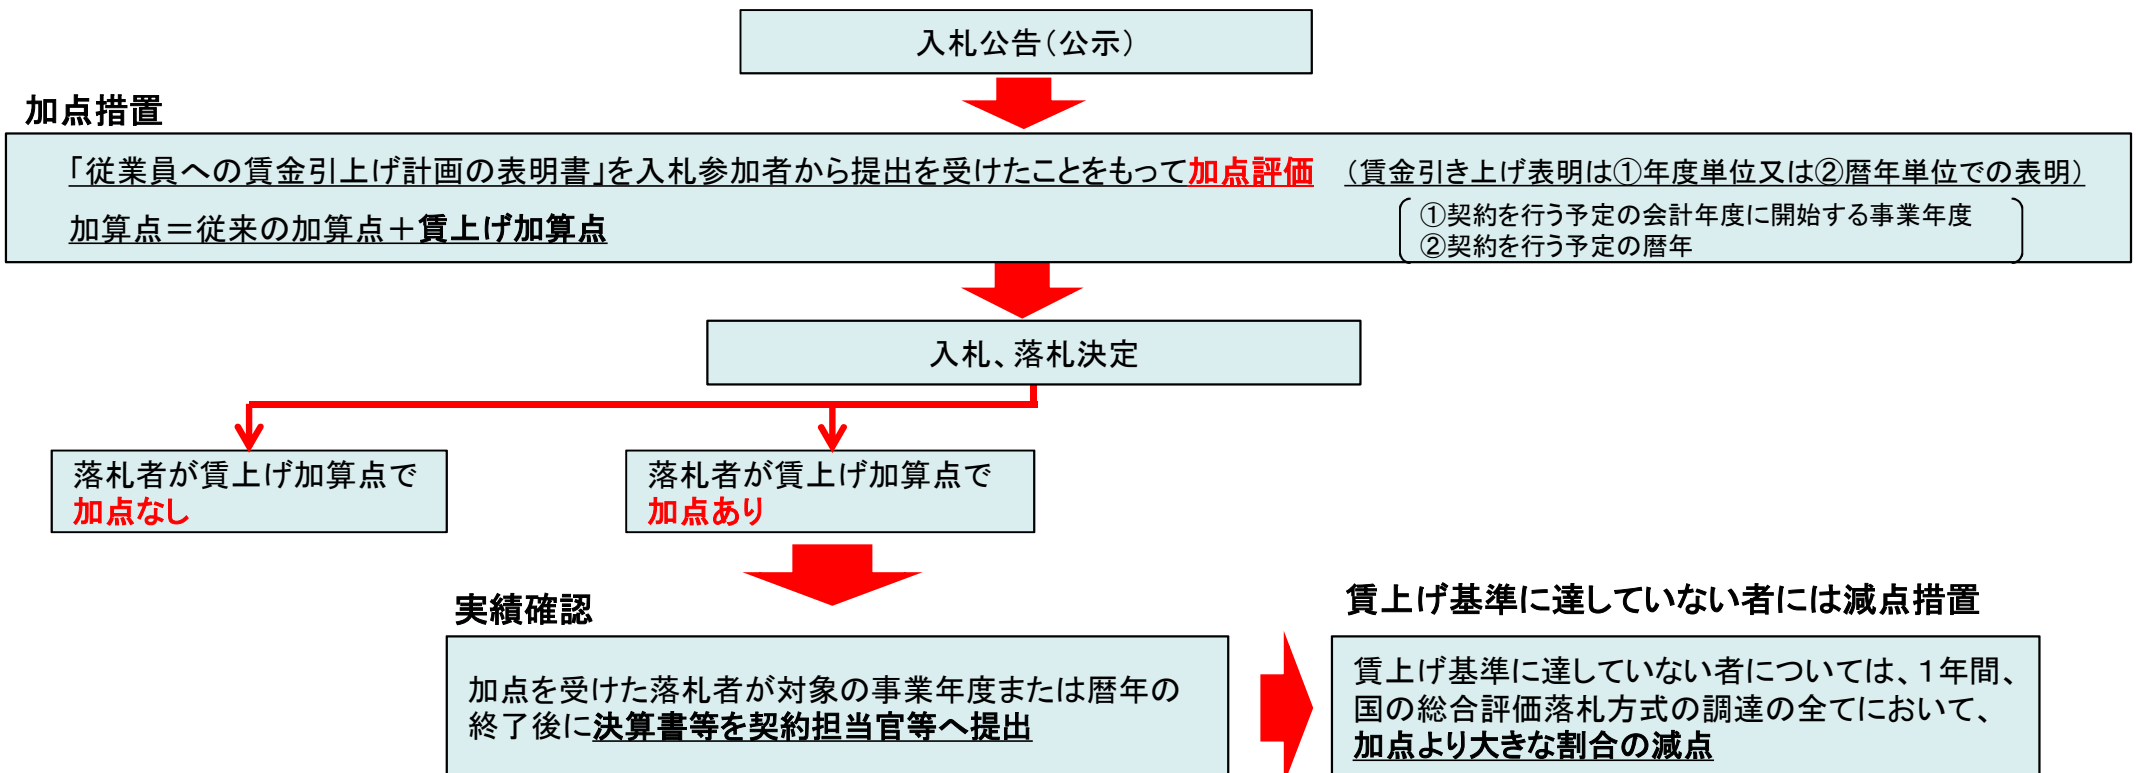 入札公告（公示）
加点措置
「従業員への賃金引上げ計画の表明書」を入札参加者から提出を受けたことをもって加点評価　（賃金引き上げ表明は①年度単位又は②暦年単位での表明）
加算点＝従来の加算点＋賃上げ加算点
①契約を行う予定の会計年度に開始する事業年度
②契約を行う予定の暦年
入札、落札決定
落札者が賃上げ加算点で
加点なし
落札者が賃上げ加算点で
加点あり
実績確認
加点を受けた落札者が対象の事業年度または暦年の
終了後に決算書等を契約担当官等へ提出
賃上げ基準に達していない者には減点措置
賃上げ基準に達していない者については、１年間、
国の総合評価落札方式の調達の全てにおいて、
加点より大きな割合の減点